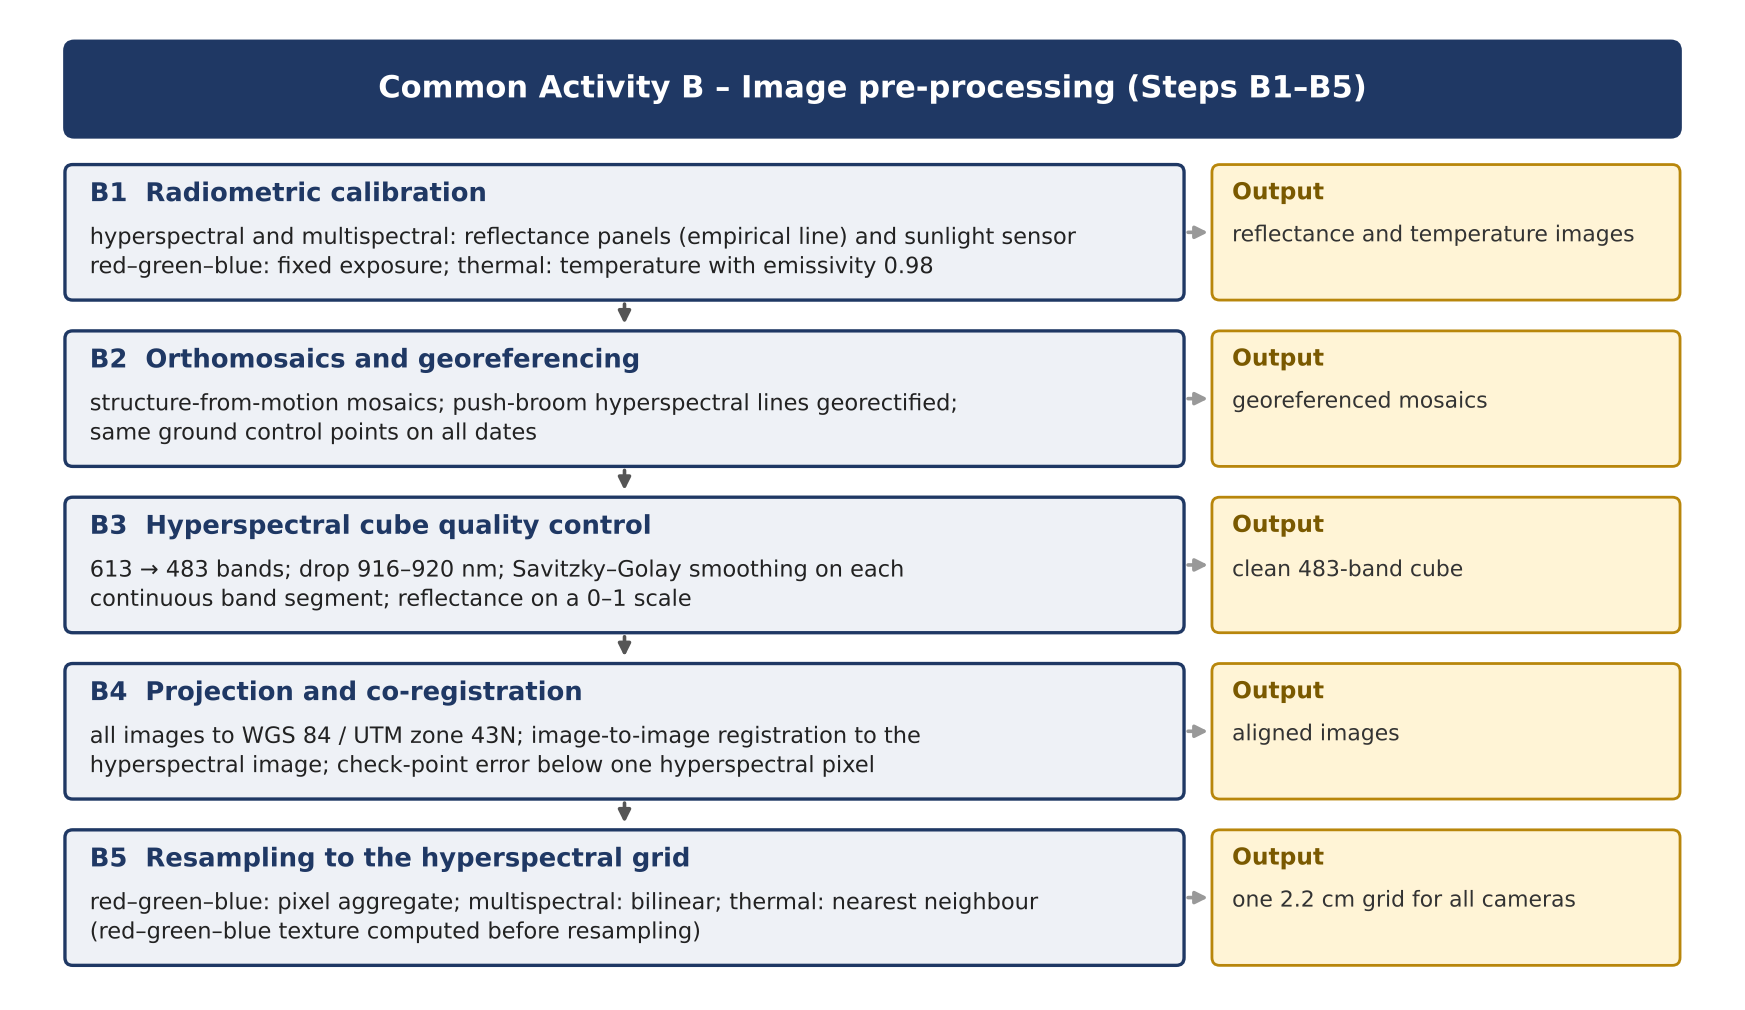 Common Activity B – Image pre-processing (Steps B1–B5)
B1 Radiometric calibration
hyperspectral and multispectral: reflectance panels (empirical line) and sunlight sensor
red–green–blue: fixed exposure; thermal: temperature with emissivity 0.98
Output
reflectance and temperature images
B2 Orthomosaics and georeferencing
structure-from-motion mosaics; push-broom hyperspectral lines georectified;
same ground control points on all dates
Output
georeferenced mosaics
B3 Hyperspectral cube quality control
613 → 483 bands; drop 916–920 nm; Savitzky–Golay smoothing on each
continuous band segment; reflectance on a 0–1 scale
Output
clean 483-band cube
B4 Projection and co-registration
all images to WGS 84 / UTM zone 43N; image-to-image registration to the
hyperspectral image; check-point error below one hyperspectral pixel
Output
aligned images
B5 Resampling to the hyperspectral grid
red–green–blue: pixel aggregate; multispectral: bilinear; thermal: nearest neighbour
(red–green–blue texture computed before resampling)
Output
one 2.2 cm grid for all cameras